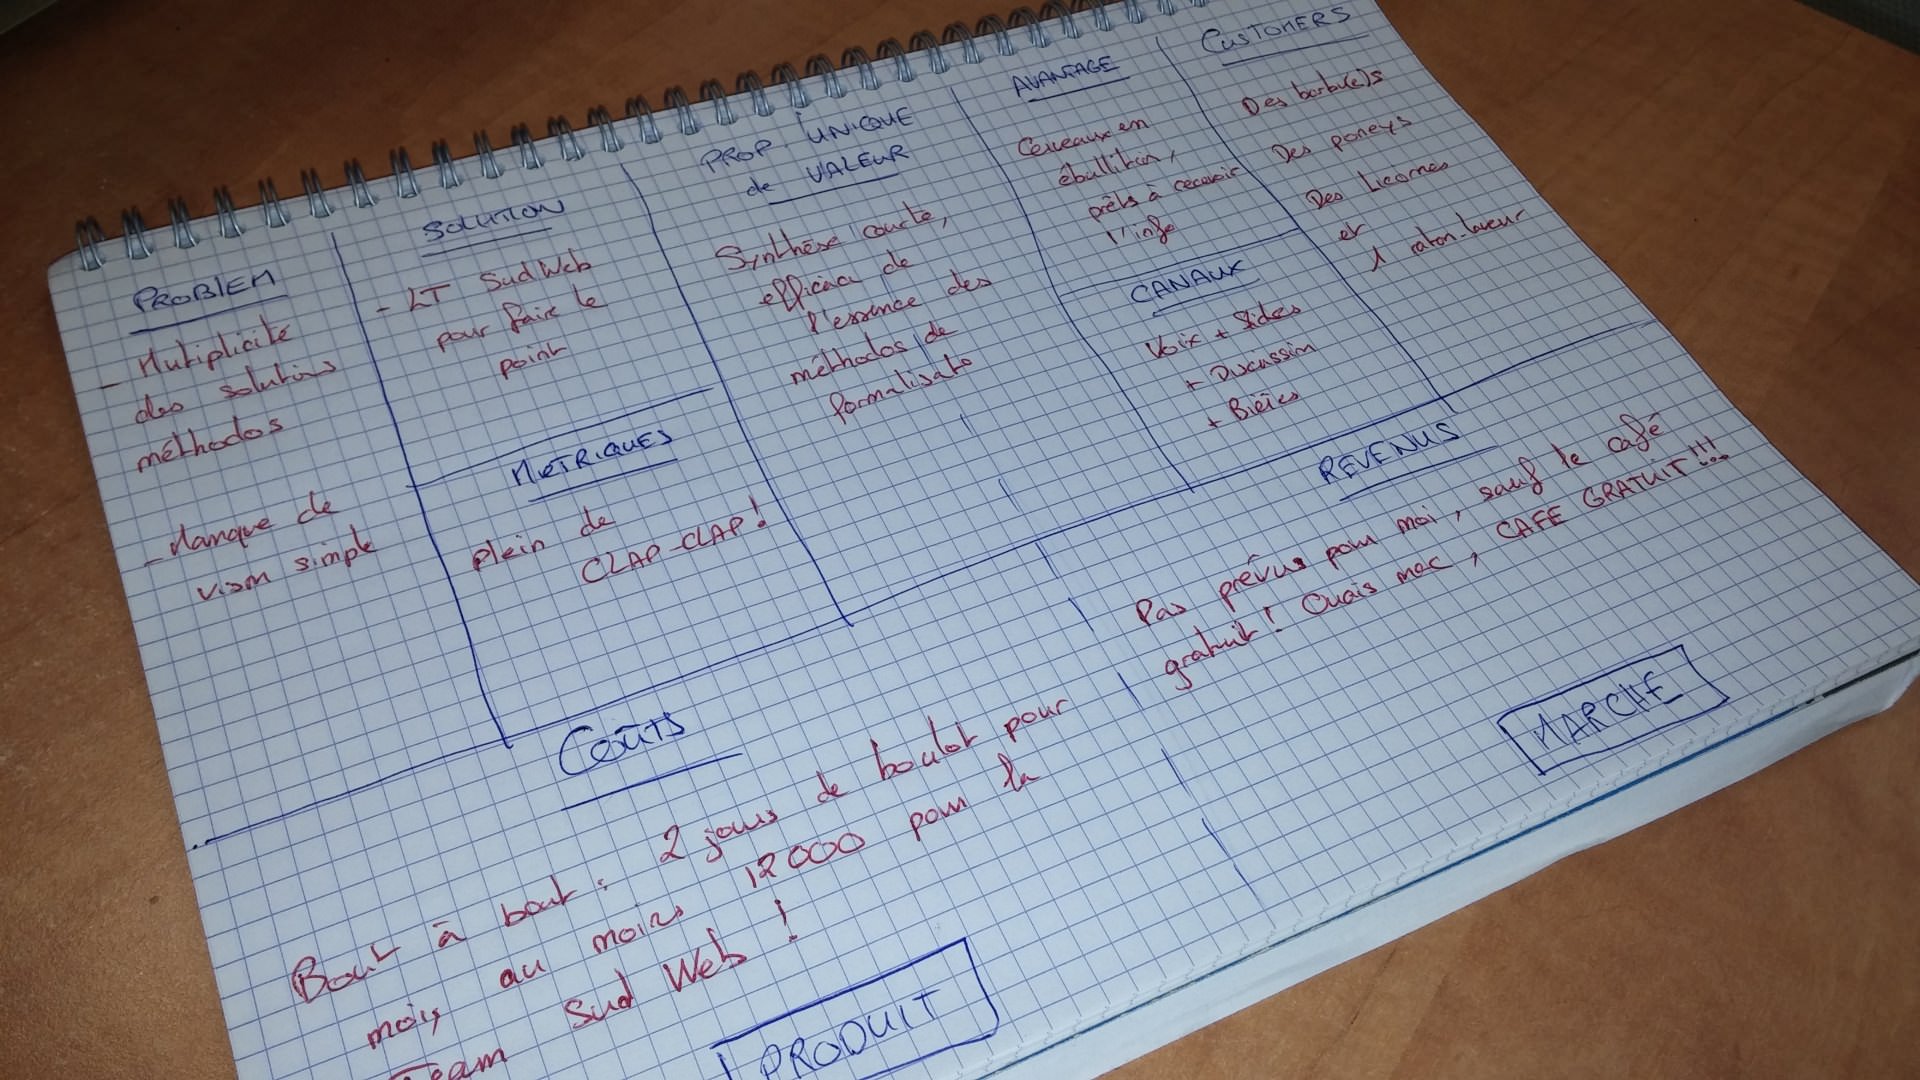 PROBLEM
- Mutiplicité
des solutions
méthodos
- Manque de
vision simple
SOLUTION
- LT SudWeb
pour faire le
point
METRIQUES
Plein de
CLAP-CLAP!
PROP. UNIQUE
de VALEUR
Synthèse courte,
efficace de
l'essence des
méthodos de
formalisato
AVANTAGE
Cerveaux en
ébullition,
prêts à recevoir
l'info
CANAUX
Voix + Slides
+ Discussion
+ Bières
CUSTOMERS
Des barbu(e)s
Des poneys
Des Licornes
et
1 raton-laveur
COÛTS
Bout à bout : 2 jours de boulot pour
moi, au moins 12000 pour la
Team Sud Web !
PRODUIT
REVENUS
Pas prévus pour moi, sauf le café
gratuit! Ouais mec, CAFE GRATUIT!!!
MARCHE